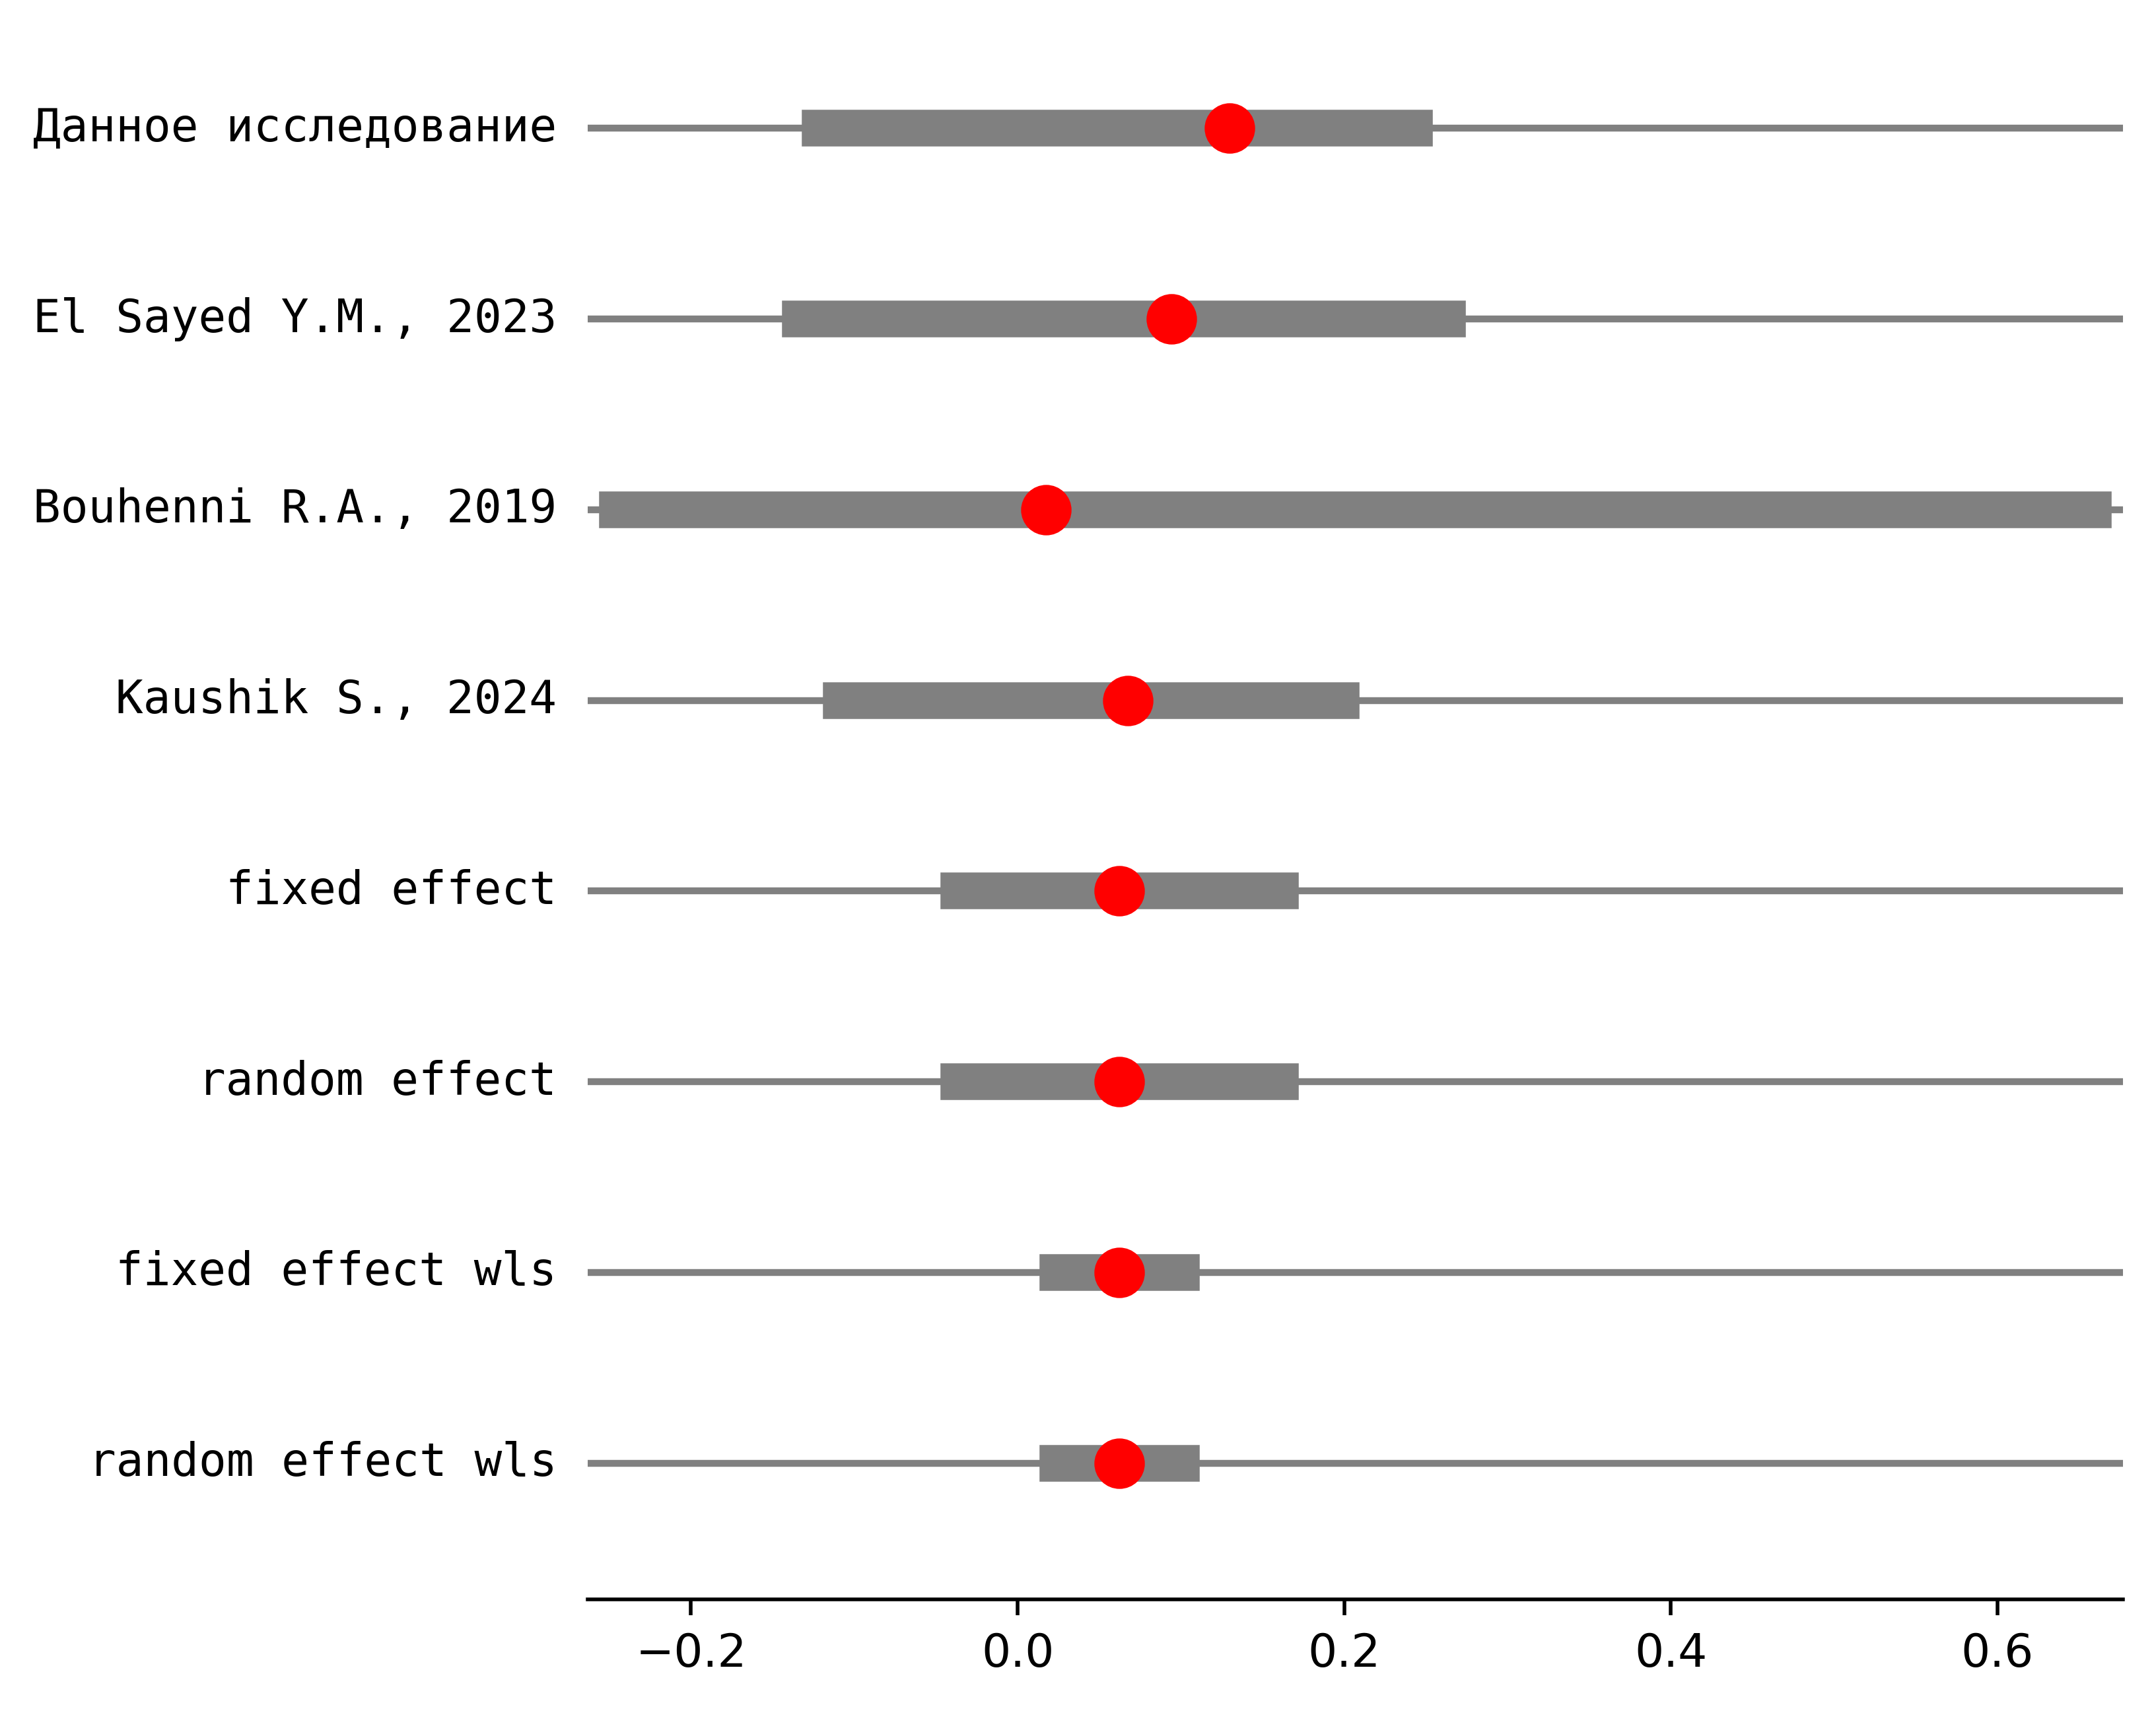 Данное исследование
El Sayed Y.M., 2023
Bouhenni R.A., 2019
Kaushik S., 2024
fixed effect
random effect
fixed effect wls
random effect wls
−0.2 0.0 0.2 0.4 0.6